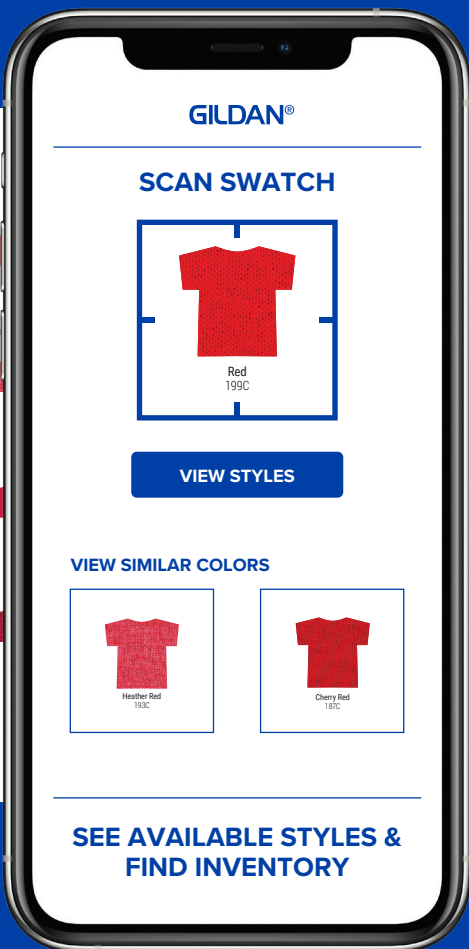 GILDAN®
SCAN SWATCH
Red
199C
VIEW STYLES
VIEW SIMILAR COLORS
Heather Red
193C
Cherry Red
187C
SEE AVAILABLE STYLES &
FIND INVENTORY